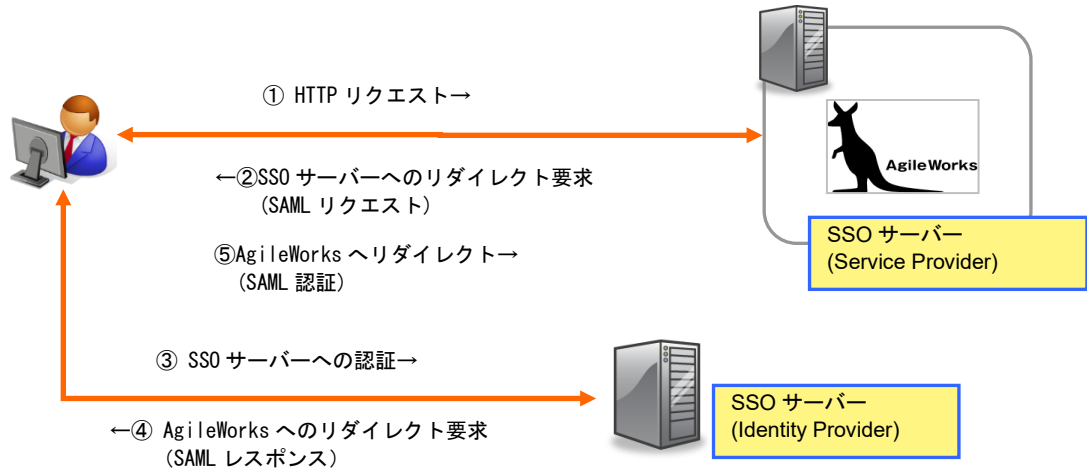 ① HTTP リクエスト→
AgileWorks
←②SSO サーバーへのリダイレクト要求
(SAML リクエスト)
SSO サーバー
(Service Provider)
⑤AgileWorks へリダイレクト→
(SAML 認証)
③ SSO サーバーへの認証→
SSO サーバー
(Identity Provider)
←④ AgileWorks へのリダイレクト要求
(SAML レスポンス)